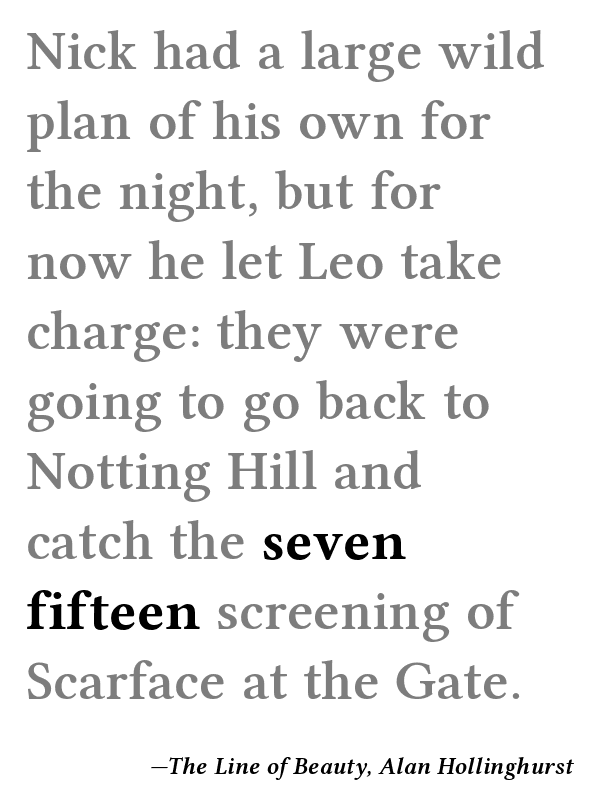 Nick had a large wild
plan of his own for
the night, but for
now he let Leo take
charge: they were
going to go back to
Notting Hill and
catch the seven
fifteen screening of
Scarface at the Gate.
—The Line of Beauty, Alan Hollinghurst